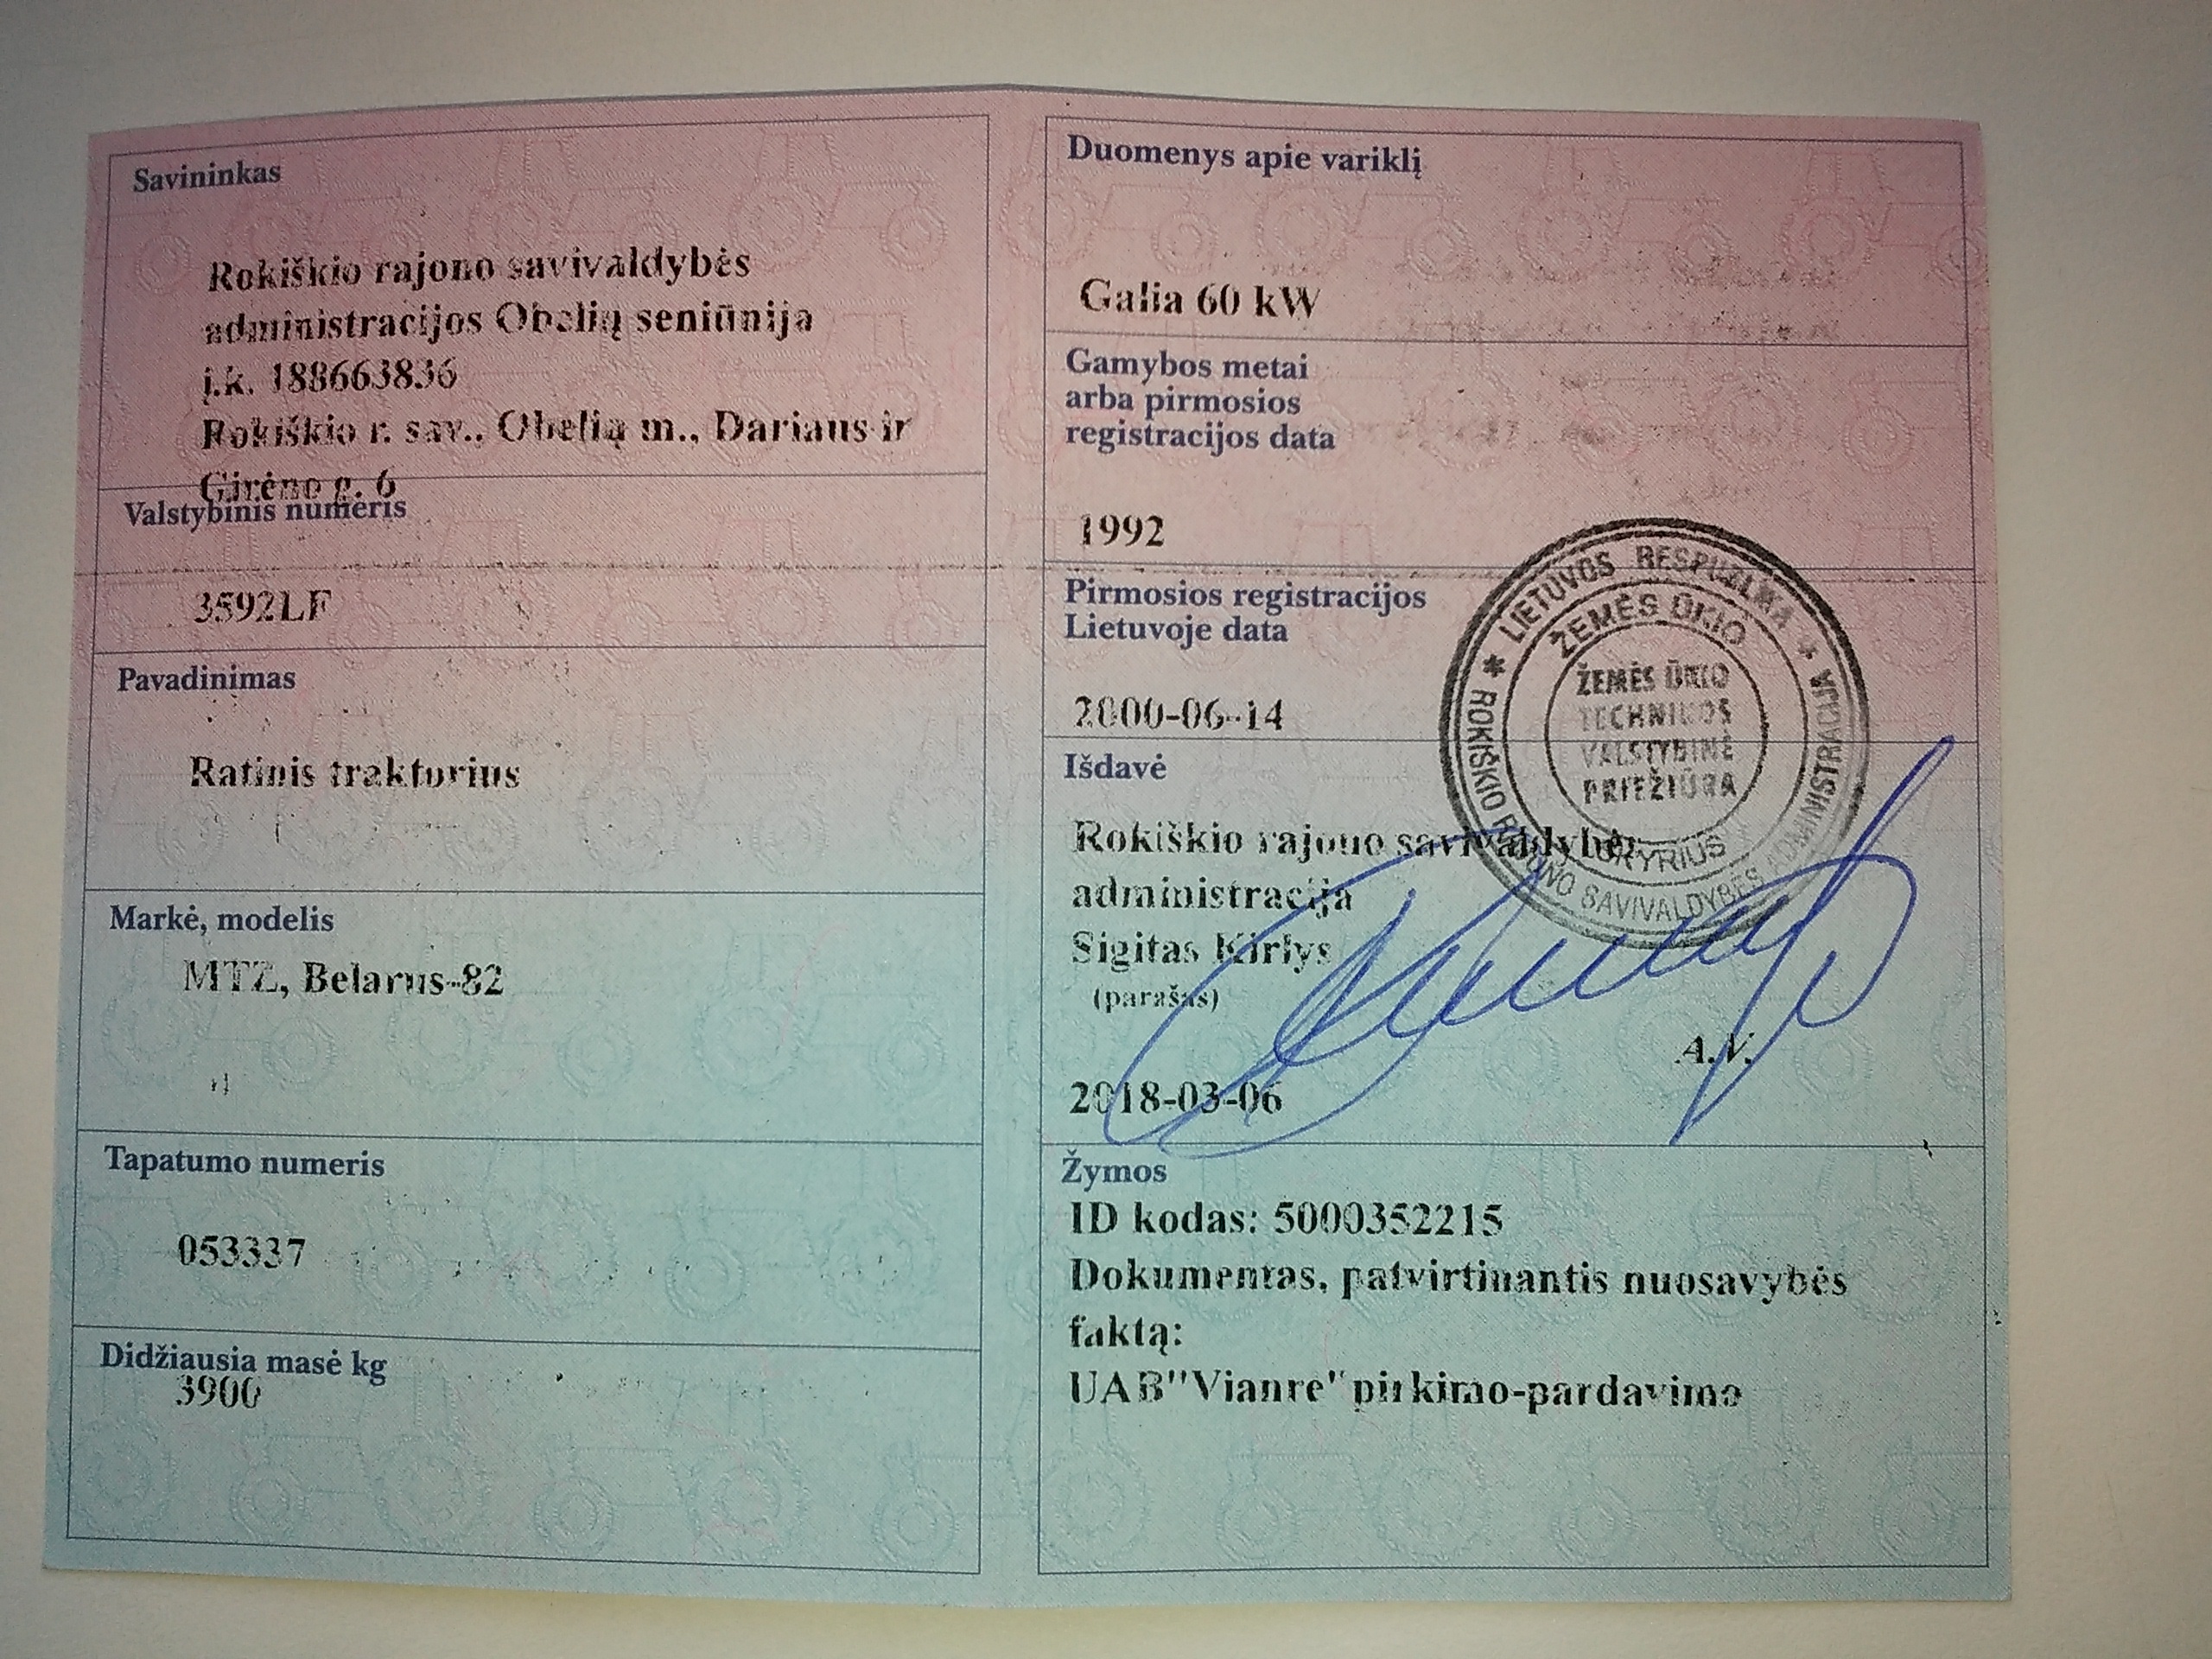 Savininkas
Rokiškio rajono savivaldybės
administracijos Obelių seniūnija
į.k. 188663836
Rokiškio r. sav., Obelių m., Dariaus ir
Girėno g. 6
Valstybinis numeris
3592LF
Pavadinimas
Ratinis traktorius
Markė, modelis
MTZ, Belarus-82
Tapatumo numeris
053337
Didžiausia masė kg
3900
Duomenys apie variklį
Galia 60 kW
Gamybos metai
arba pirmosios
registracijos data
1992
Pirmosios registracijos
Lietuvoje data
2000-06-14
Išdavė
Rokiškio rajono savivaldybės
administracija
Sigitas Kirlys
(parašas)
A.V.
2018-03-06
Žymos
ID kodas: 5000352215
Dokumentas, patvirtinantis nuosavybės
faktą:
UAB"Vianre"pirkimo-pardavimo
* LIETUVOS RESPUBLIKA *
ROKIŠKIO RAJONO SAVIVALDYBĖS ADMINISTRACIJA
ŽEMĖS ŪKIO
SKYRIUS
ŽEMĖS ŪKIO
TECHNIKOS
VALSTYBINĖ
PRIEŽIŪRA